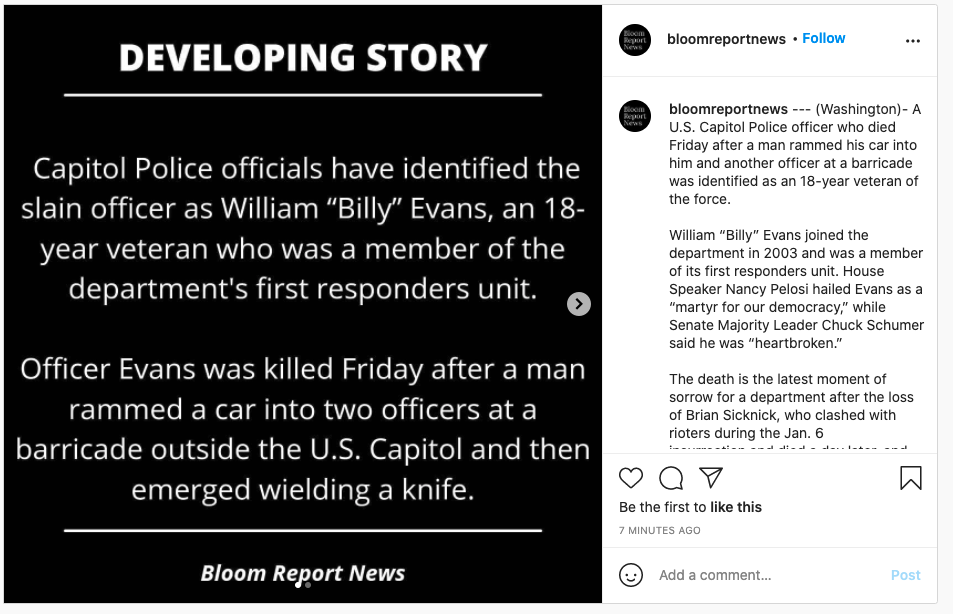 DEVELOPING STORY
Capitol Police officials have identified the
slain officer as William “Billy” Evans, an 18-
year veteran who was a member of the
department's first responders unit.
Officer Evans was killed Friday after a man
rammed a car into two officers at a
barricade outside the U.S. Capitol and then
emerged wielding a knife.
Bloom Report News
Bloom
Report
News
bloomreportnews • Follow
Bloom
Report
News
bloomreportnews --- (Washington)- A
U.S. Capitol Police officer who died
Friday after a man rammed his car into
him and another officer at a barricade
was identified as an 18-year veteran of
the force.
William “Billy” Evans joined the
department in 2003 and was a member
of its first responders unit. House
Speaker Nancy Pelosi hailed Evans as a
“martyr for our democracy,” while
Senate Majority Leader Chuck Schumer
said he was “heartbroken.”
The death is the latest moment of
sorrow for a department after the loss
of Brian Sicknick, who clashed with
rioters during the Jan. 6
Be the first to like this
7 MINUTES AGO
Add a comment...
Post